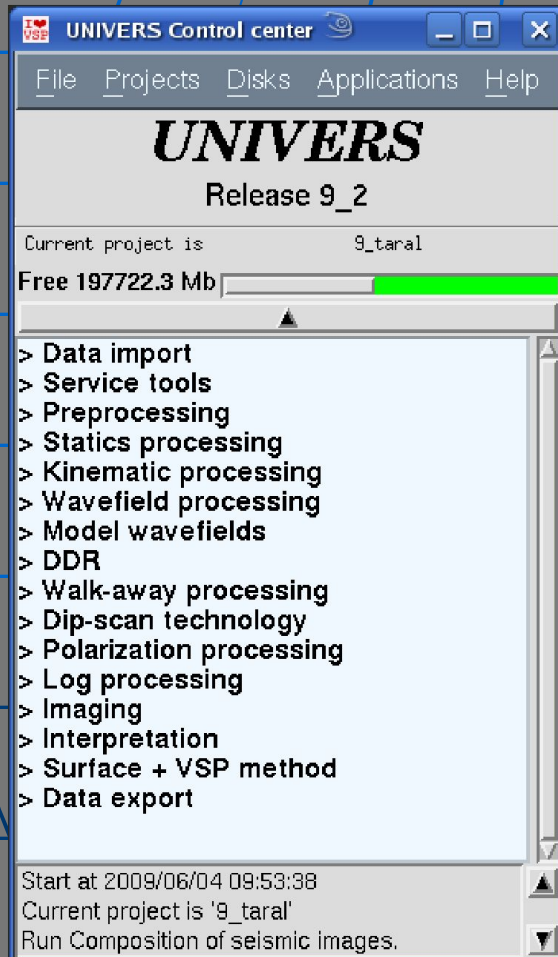 I ❤ VSP UNIVERS Control center
File Projects Disks Applications Help
UNIVERS
Release 9_2
Current project is 9_taral
Free 197722.3 Mb
> Data import
> Service tools
> Preprocessing
> Statics processing
> Kinematic processing
> Wavefield processing
> Model wavefields
> DDR
> Walk-away processing
> Dip-scan technology
> Polarization processing
> Log processing
> Imaging
> Interpretation
> Surface + VSP method
> Data export
Start at 2009/06/04 09:53:38
Current project is '9_taral'
Run Composition of seismic images.